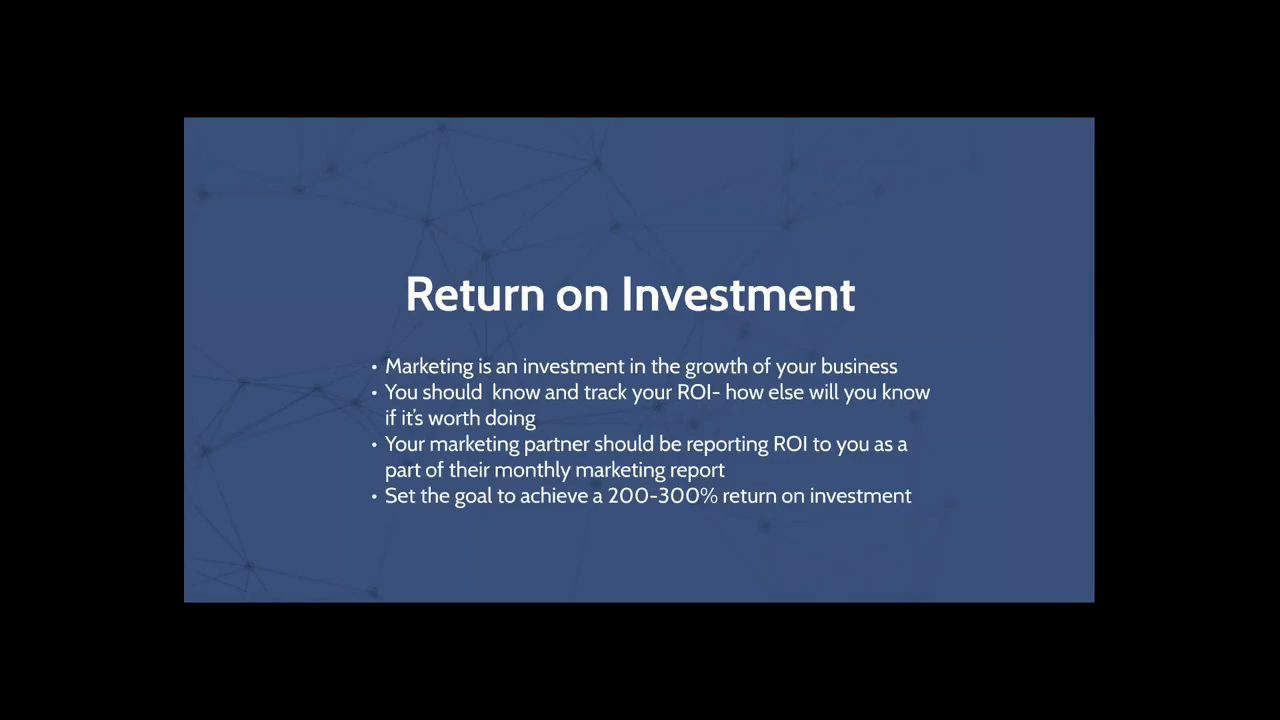 Return on Investment
• Marketing is an investment in the growth of your business
• You should  know and track your ROI- how else will you know
if it's worth doing
• Your marketing partner should be reporting ROI to you as a
part of their monthly marketing report
• Set the goal to achieve a 200-300% return on investment